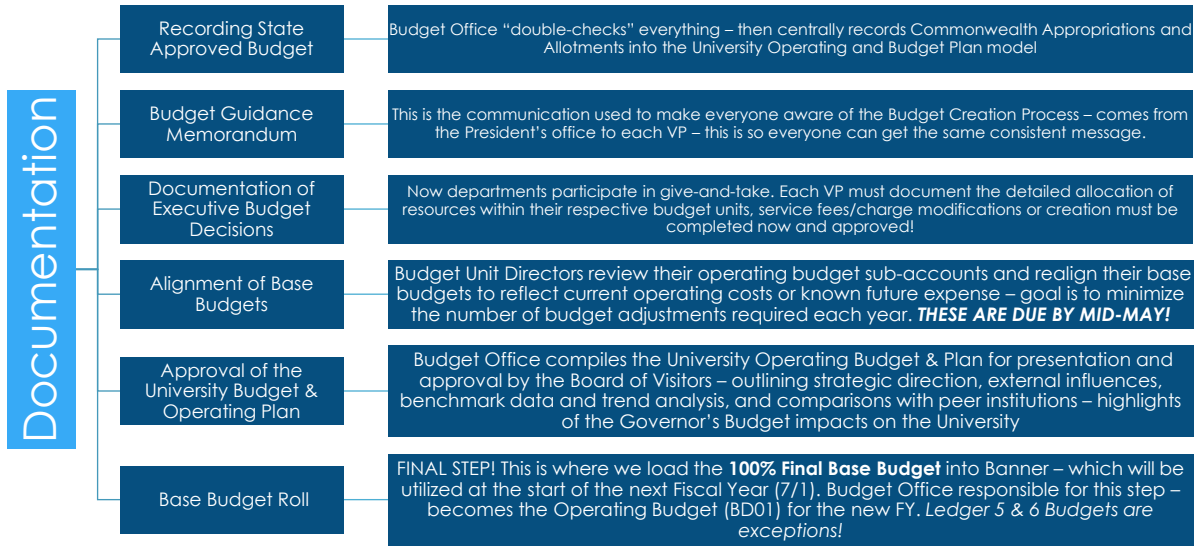 Documentation
Recording State
Approved Budget
Budget Office “double-checks” everything – then centrally records Commonwealth Appropriations and
Allotments into the University Operating and Budget Plan model
Budget Guidance
Memorandum
This is the communication used to make everyone aware of the Budget Creation Process – comes from
the President’s office to each VP – this is so everyone can get the same consistent message.
Documentation of
Executive Budget
Decisions
Now departments participate in give-and-take. Each VP must document the detailed allocation of
resources within their respective budget units, service fees/charge modifications or creation must be
completed now and approved!
Alignment of Base
Budgets
Budget Unit Directors review their operating budget sub-accounts and realign their base
budgets to reflect current operating costs or known future expense – goal is to minimize
the number of budget adjustments required each year. THESE ARE DUE BY MID-MAY!
Approval of the
University Budget &
Operating Plan
Budget Office compiles the University Operating Budget & Plan for presentation and
approval by the Board of Visitors – outlining strategic direction, external influences,
benchmark data and trend analysis, and comparisons with peer institutions – highlights
of the Governor’s Budget impacts on the University
Base Budget Roll
FINAL STEP! This is where we load the 100% Final Base Budget into Banner – which will be
utilized at the start of the next Fiscal Year (7/1). Budget Office responsible for this step –
becomes the Operating Budget (BD01) for the new FY. Ledger 5 & 6 Budgets are
exceptions!